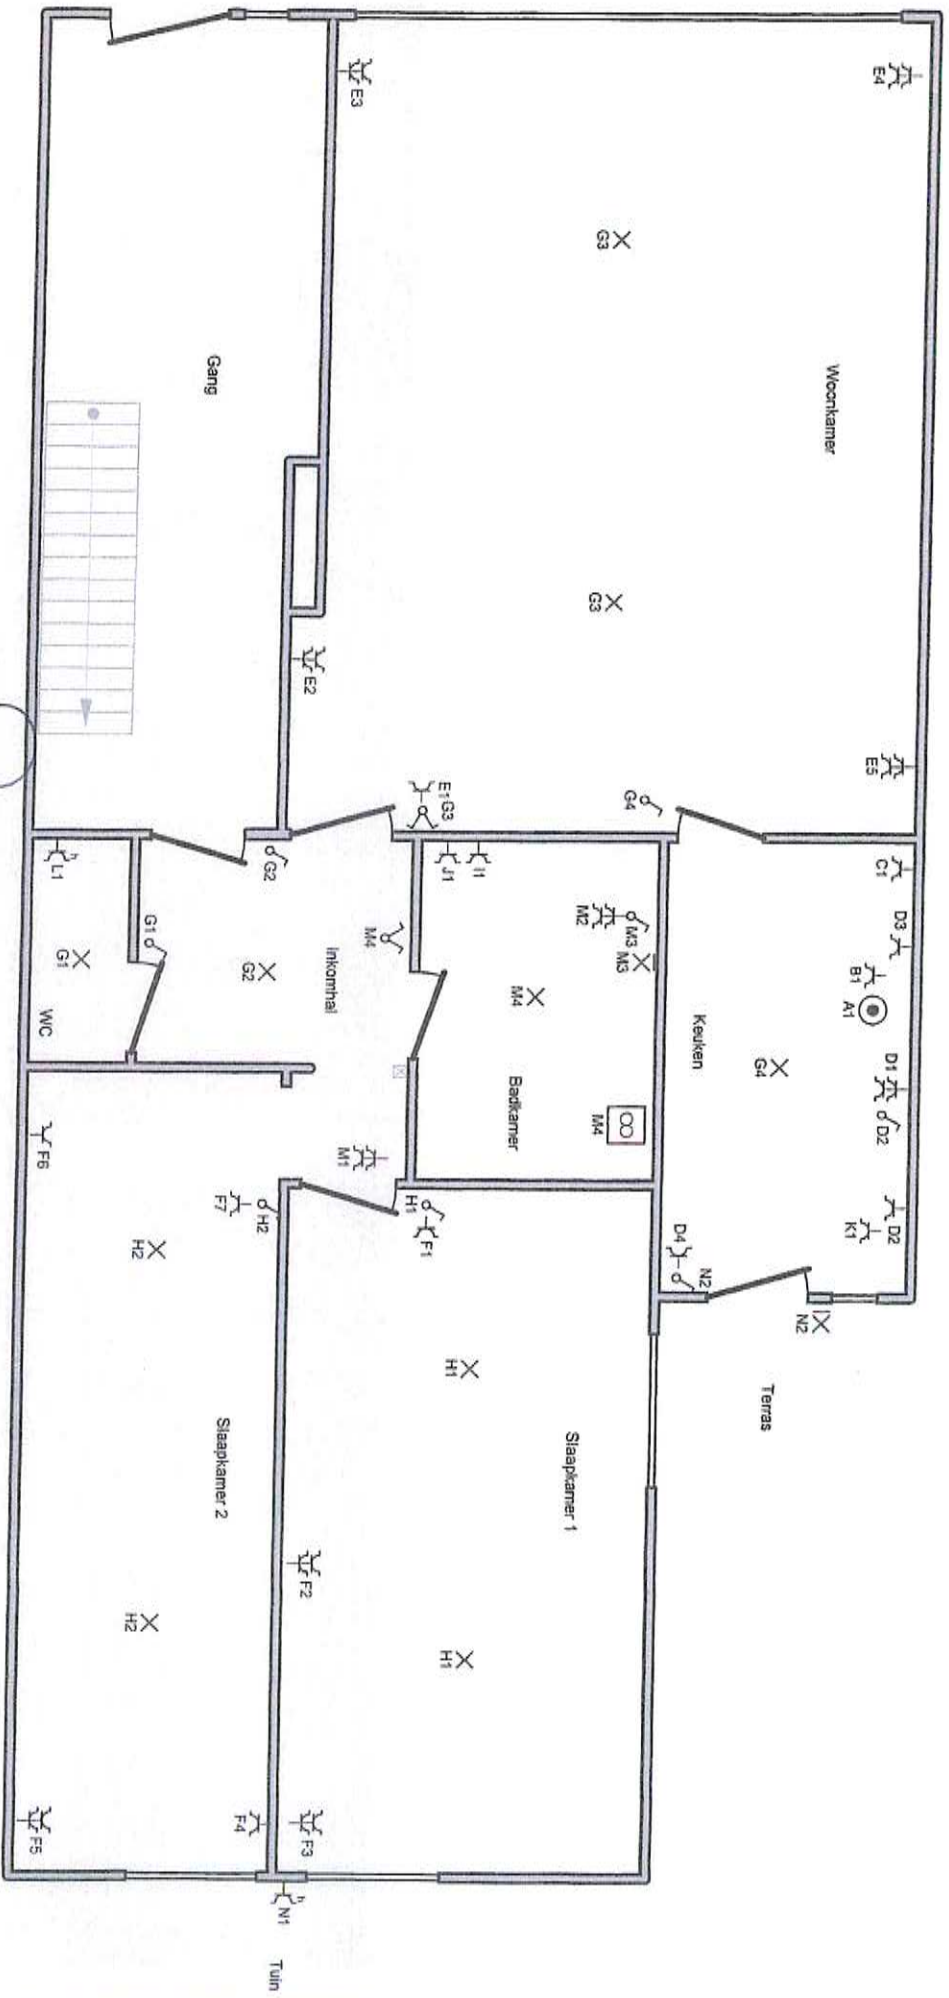 E3
E4
G3
Gang
Woonkamer
G3
E2
E5
E1 G3
G4
L1
G2
J1
I1
C1
G1
M4
M2
M3
D3
G1
G2
Inkomhal
M4
M3
B1
A1
WC
Keuken
G4
D1
D2
Badkamer
M4
F6
M1
F7
H2
H1
F1
D4
N2
K1
D2
H2
N2
H1
Terras
Slaapkamer 2
Slaapkamer 1
F2
H2
H1
F5
F4
F3
N1
Tuin